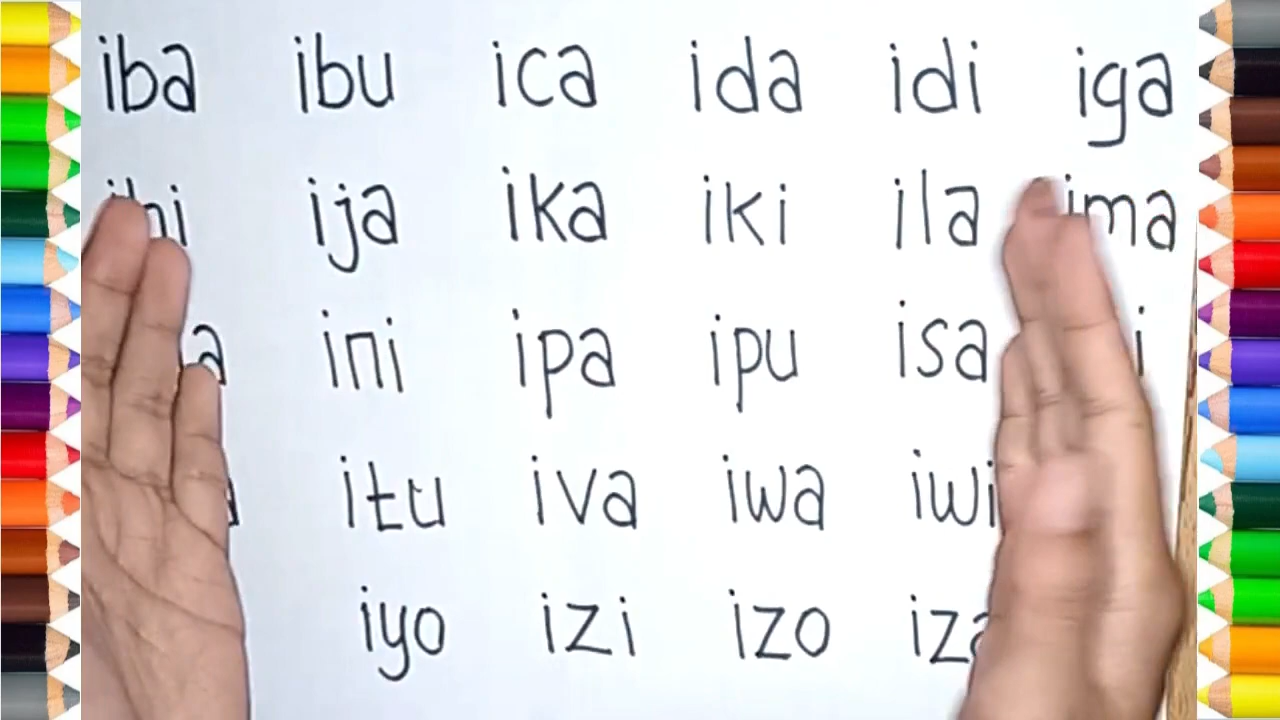 iba ibu ica ida idi iga
ija ika iki ila ima
ini ipa ipu isa
itu iva iwa iwi
iyo izi izo